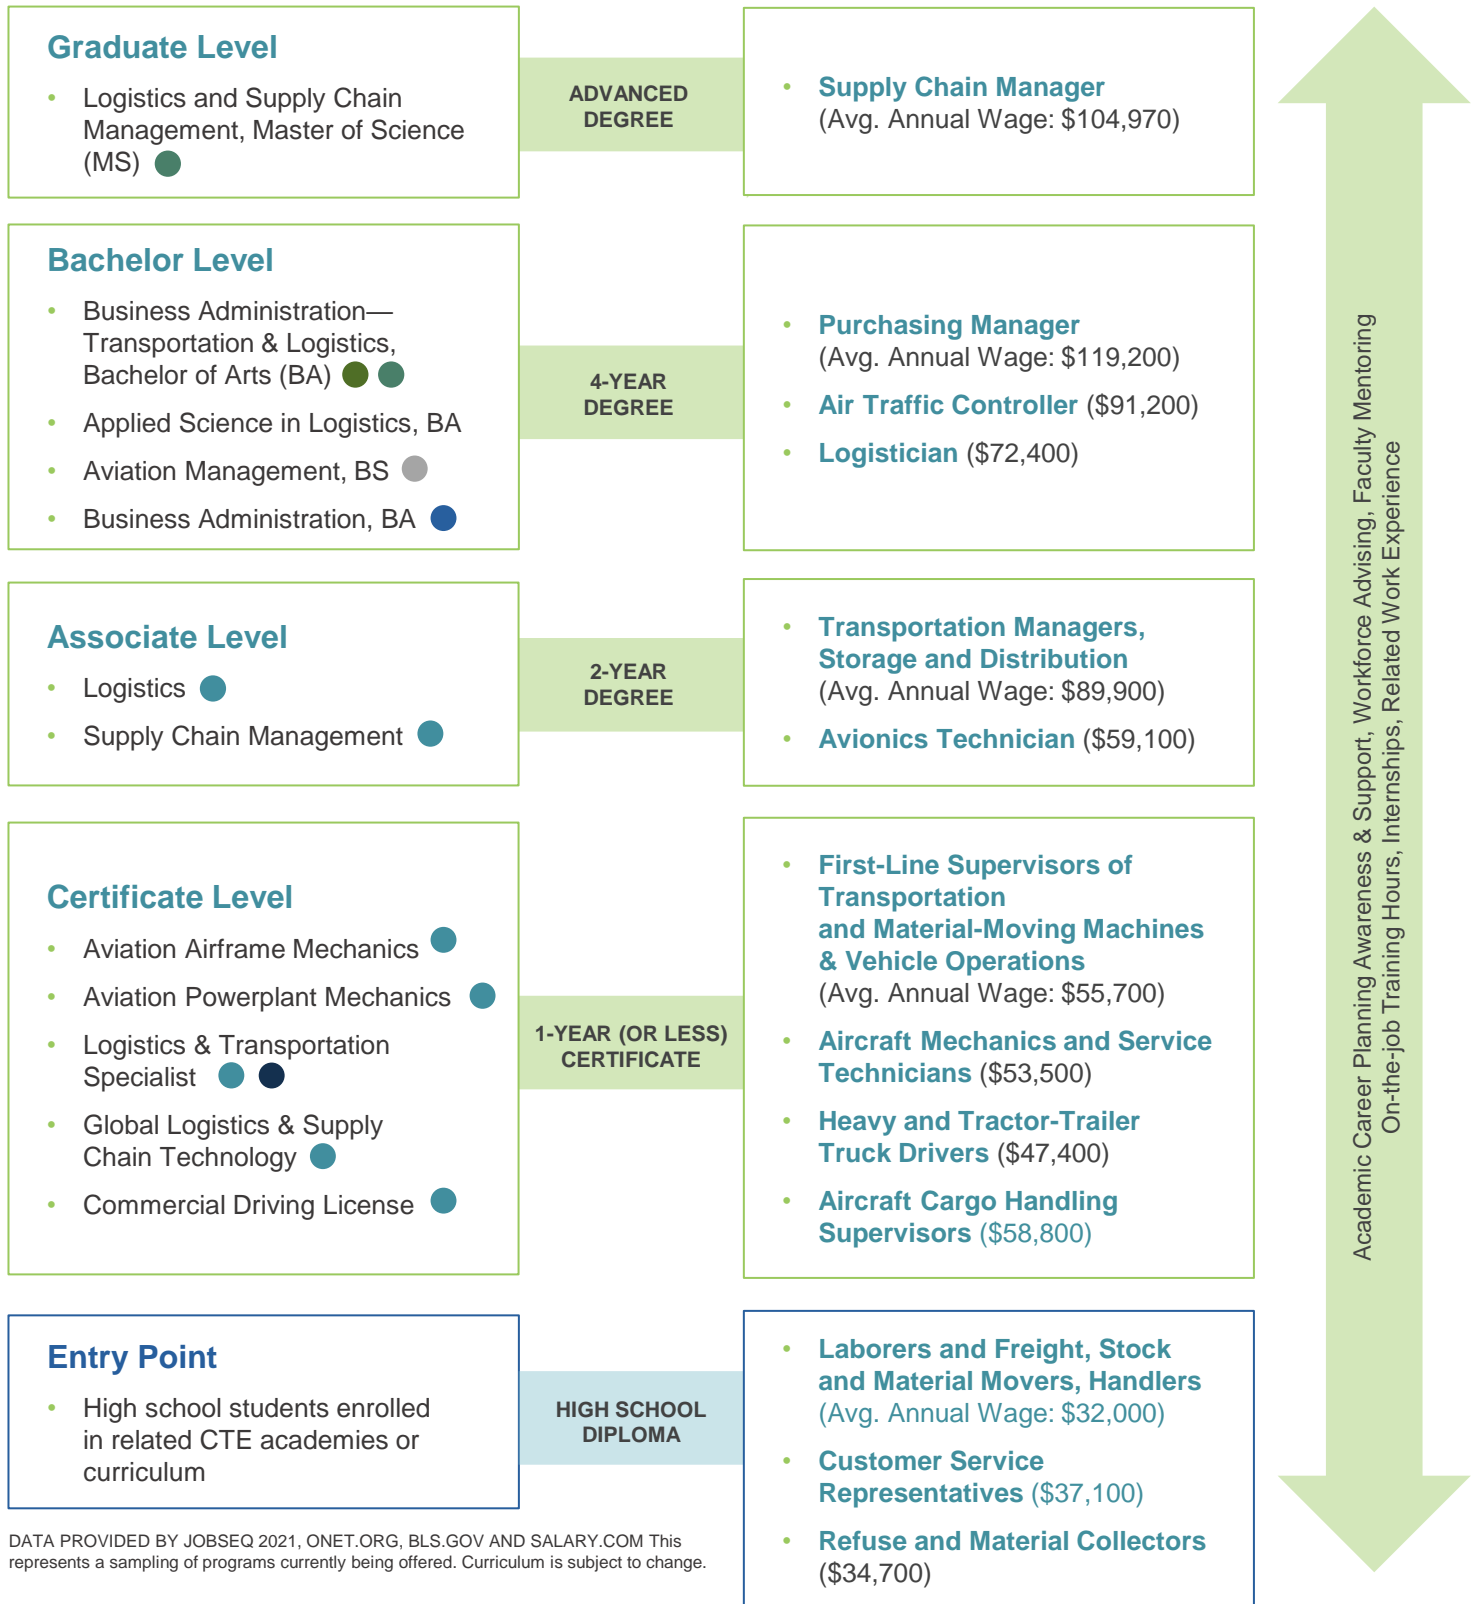 Graduate Level
• Logistics and Supply Chain
Management, Master of Science
(MS)
ADVANCED
DEGREE
• Supply Chain Manager
(Avg. Annual Wage: $104,970)
Bachelor Level
• Business Administration—
Transportation & Logistics,
Bachelor of Arts (BA)
• Applied Science in Logistics, BA
• Aviation Management, BS
• Business Administration, BA
4-YEAR
DEGREE
• Purchasing Manager
(Avg. Annual Wage: $119,200)
• Air Traffic Controller ($91,200)
• Logistician ($72,400)
Associate Level
• Logistics
• Supply Chain Management
2-YEAR
DEGREE
• Transportation Managers,
Storage and Distribution
(Avg. Annual Wage: $89,900)
• Avionics Technician ($59,100)
Certificate Level
• Aviation Airframe Mechanics
• Aviation Powerplant Mechanics
• Logistics & Transportation
Specialist
• Global Logistics & Supply
Chain Technology
• Commercial Driving License
1-YEAR (OR LESS)
CERTIFICATE
• First-Line Supervisors of
Transportation
and Material-Moving Machines
& Vehicle Operations
(Avg. Annual Wage: $55,700)
• Aircraft Mechanics and Service
Technicians ($53,500)
• Heavy and Tractor-Trailer
Truck Drivers ($47,400)
• Aircraft Cargo Handling
Supervisors ($58,800)
Entry Point
• High school students enrolled
in related CTE academies or
curriculum
HIGH SCHOOL
DIPLOMA
• Laborers and Freight, Stock
and Material Movers, Handlers
(Avg. Annual Wage: $32,000)
• Customer Service
Representatives ($37,100)
• Refuse and Material Collectors
($34,700)
Academic Career Planning Awareness & Support, Workforce Advising, Faculty Mentoring
On-the-job Training Hours, Internships, Related Work Experience
DATA PROVIDED BY JOBSEQ 2021, ONET.ORG, BLS.GOV AND SALARY.COM This
represents a sampling of programs currently being offered. Curriculum is subject to change.